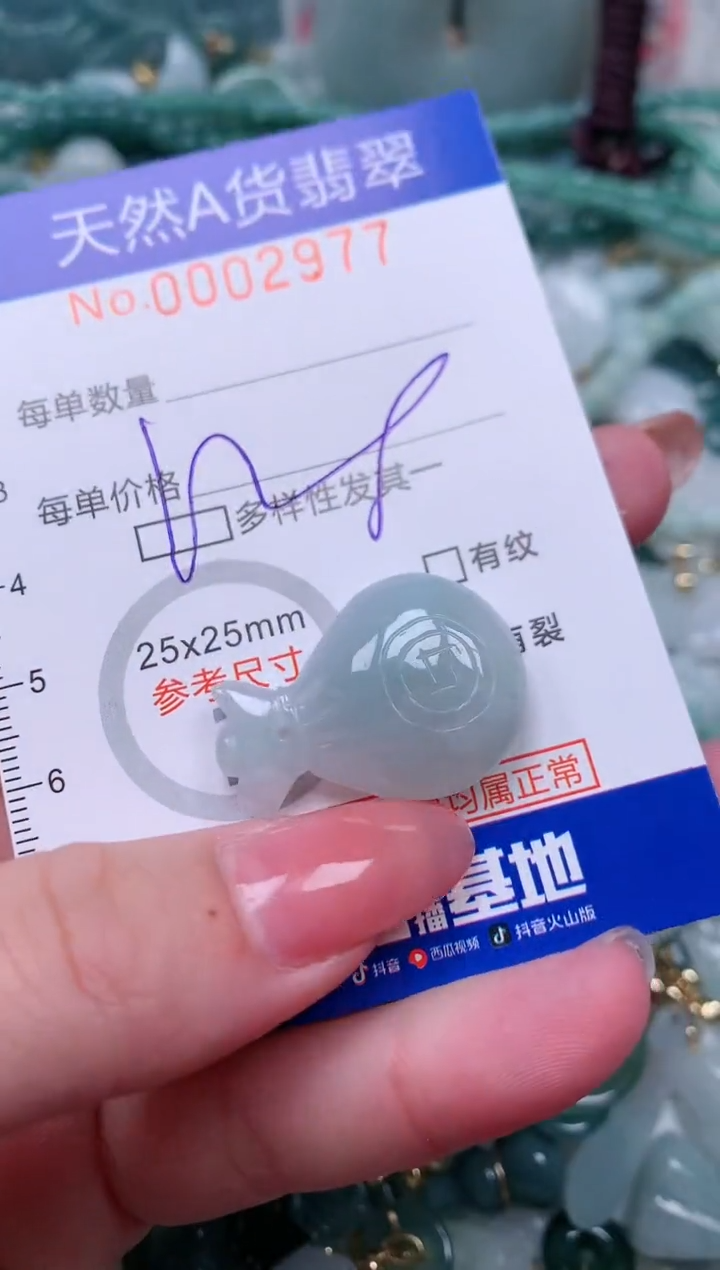 天然A货翡翠
No.0002977
每单数量
每单价格
多样性发其一
有纹
25x25mm
裂
参考尺寸
均属正常
播基地
抖音 西瓜视频 抖音火山版
4
5
6